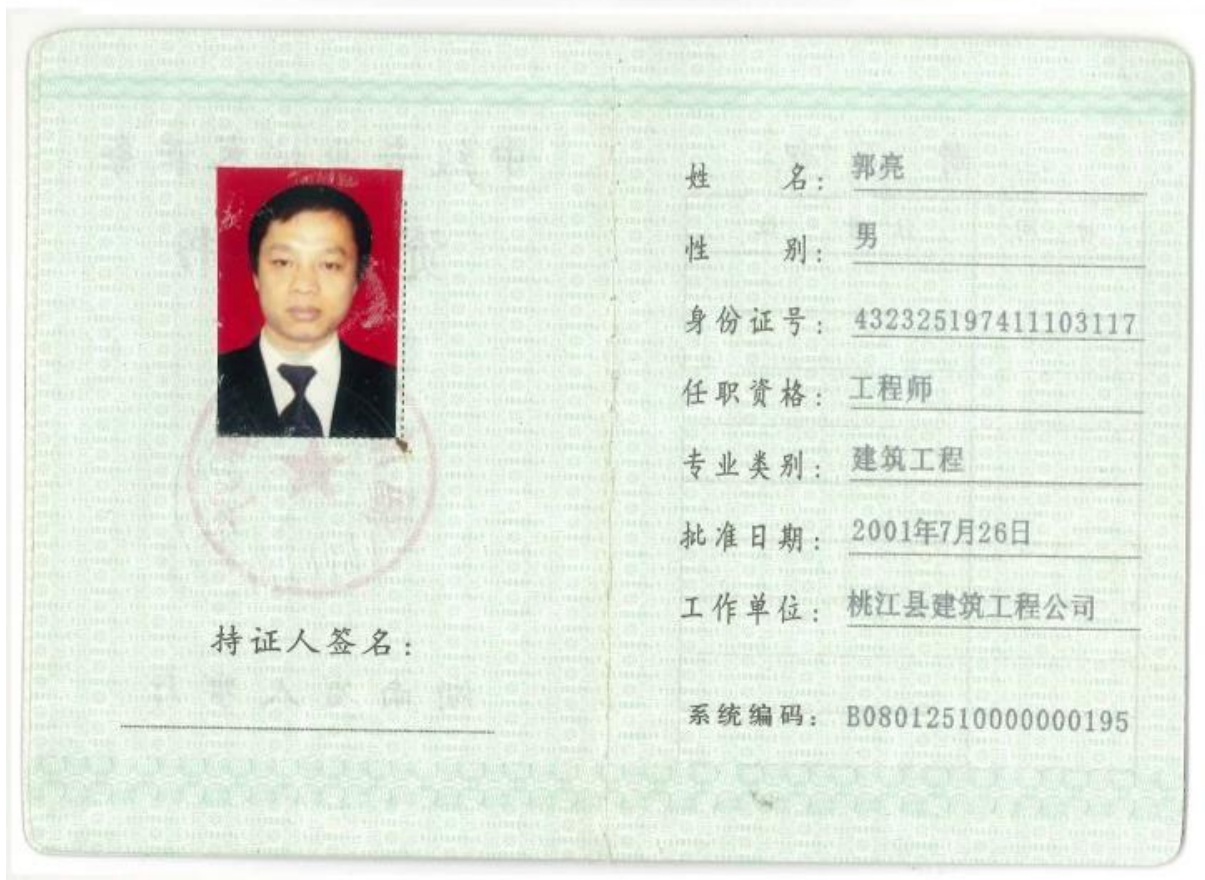 持证人签名：
姓名：郭亮
性别：男
身份证号：432325197411103117
任职资格：工程师
专业类别：建筑工程
批准日期：2001年7月26日
工作单位：桃江县建筑工程公司
系统编码：B08012510000000195